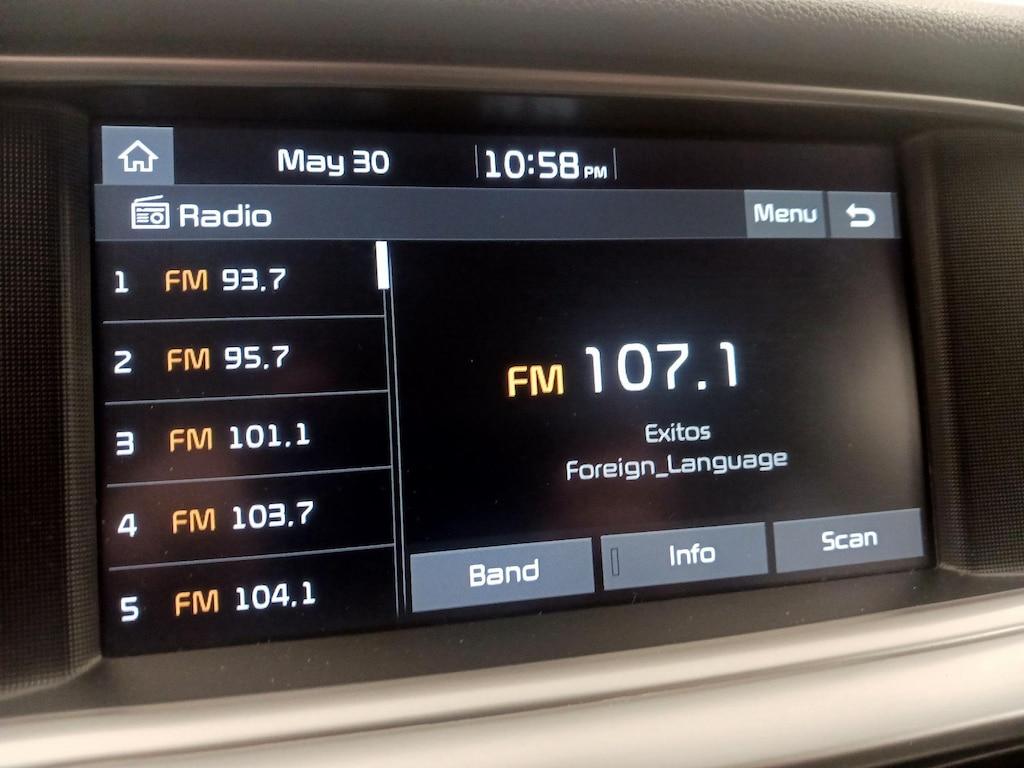 May 30
10:58 PM
Radio
Menu
1 FM 93.7
2 FM 95.7
3 FM 101.1
4 FM 103.7
5 FM 104.1
FM 107.1
Exitos
Foreign_Language
Band
Info
Scan